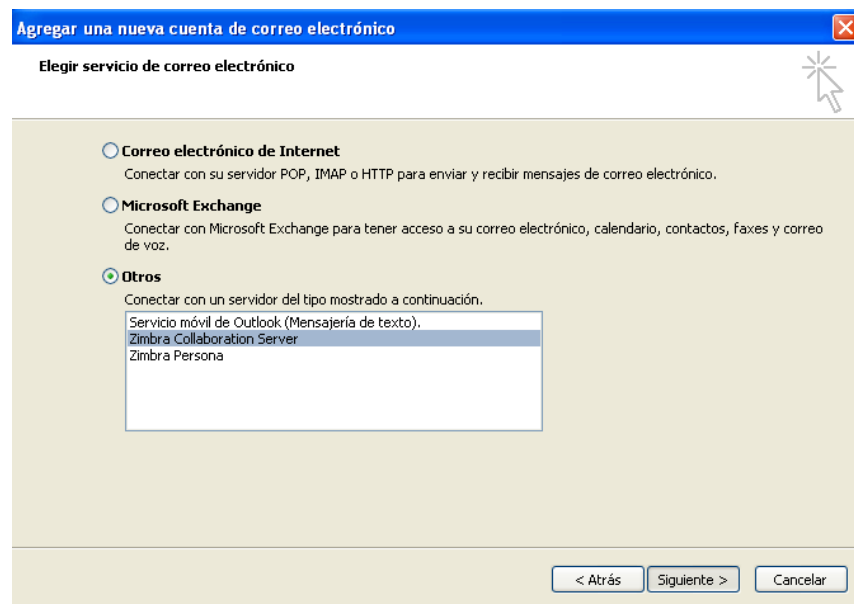 Agregar una nueva cuenta de correo electrónico
Elegir servicio de correo electrónico
Correo electrónico de Internet
Conectar con su servidor POP, IMAP o HTTP para enviar y recibir mensajes de correo electrónico.
Microsoft Exchange
Conectar con Microsoft Exchange para tener acceso a su correo electrónico, calendario, contactos, faxes y correo
de voz.
Otros
Conectar con un servidor del tipo mostrado a continuación.
Servicio móvil de Outlook (Mensajería de texto).
Zimbra Collaboration Server
Zimbra Persona
< Atrás
Siguiente >
Cancelar